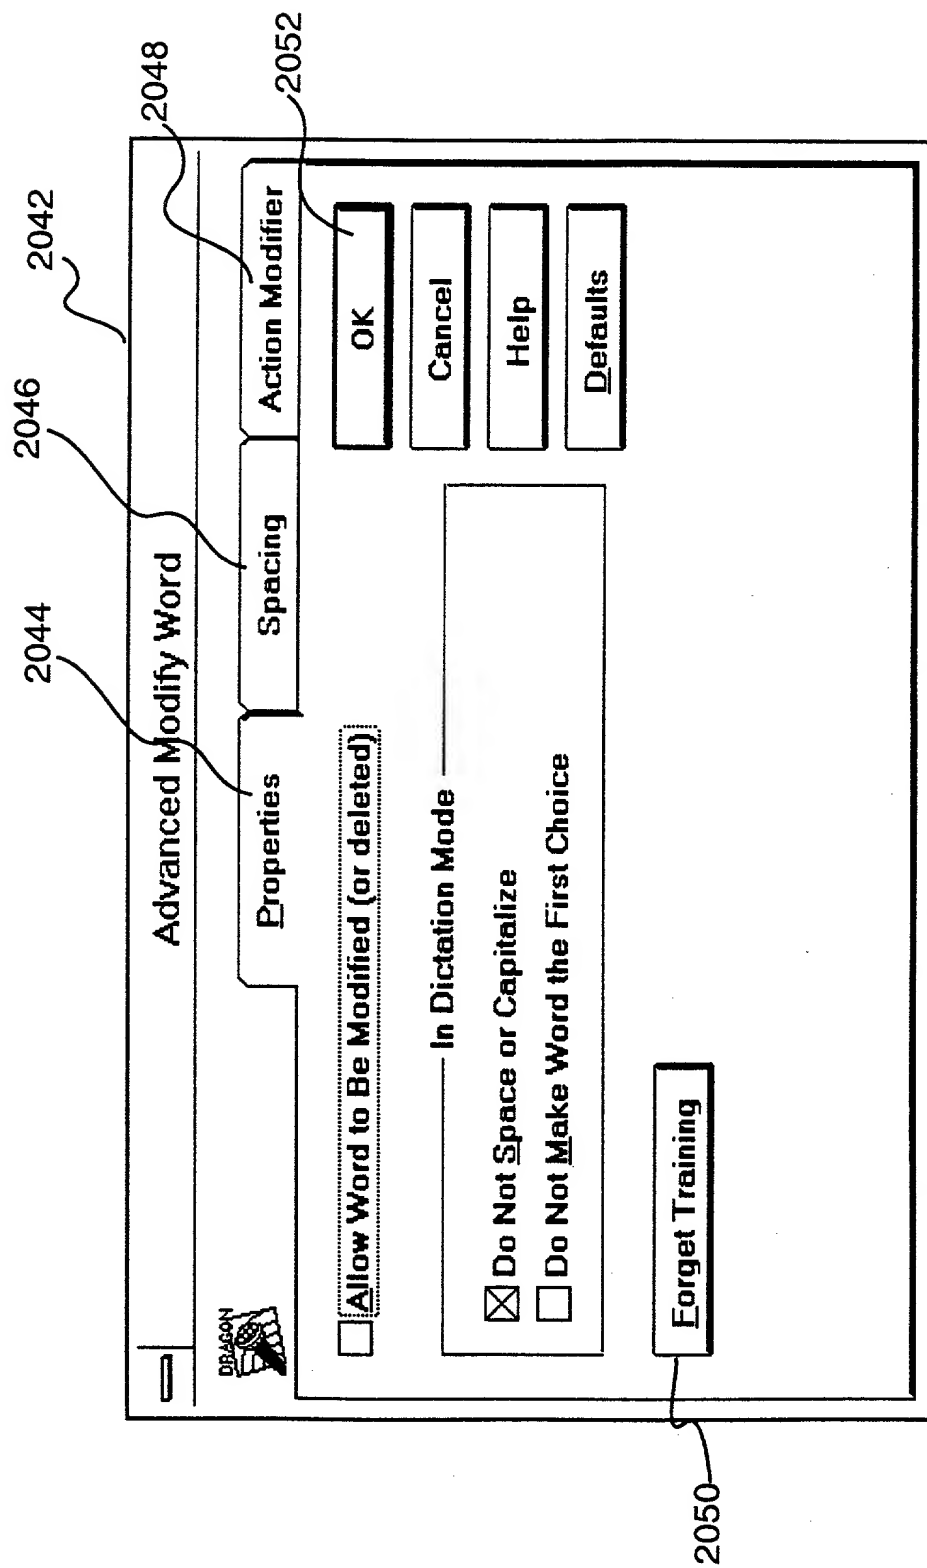 2042
2044
2046
2048
2052
Advanced Modify Word
DRAGON
Properties
Spacing
Action Modifier
Allow Word to Be Modified (or deleted)
In Dictation Mode
Do Not Space or Capitalize
Do Not Make Word the First Choice
OK
Cancel
Help
Defaults
Forget Training
2050